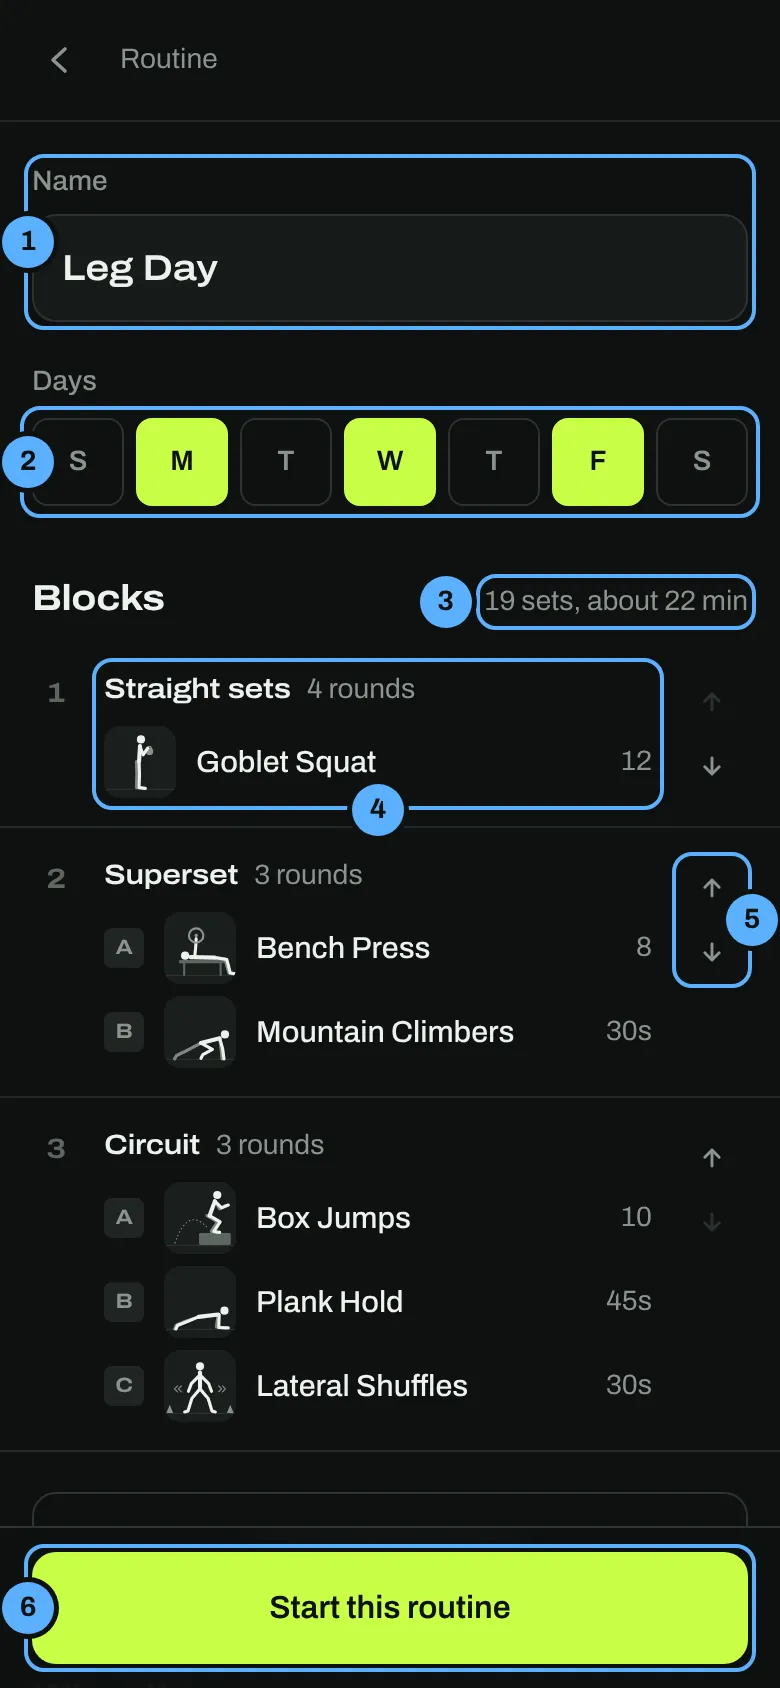 Routine
Name
1
Leg Day
Days
2 S M T W T F S
Blocks 3 19 sets, about 22 min
1 Straight sets 4 rounds
Goblet Squat 12
4
2 Superset 3 rounds
5
A Bench Press 8
B Mountain Climbers 30s
3 Circuit 3 rounds
A Box Jumps 10
B Plank Hold 45s
C « » Lateral Shuffles 30s
6 Start this routine